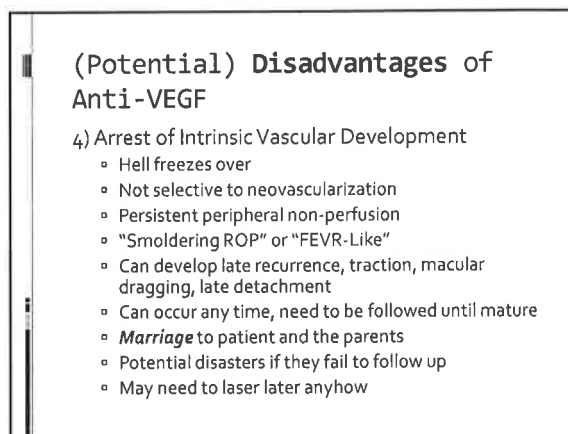 (Potential) Disadvantages of
Anti-VEGF
4) Arrest of Intrinsic Vascular Development
▫ Hell freezes over
▫ Not selective to neovascularization
▫ Persistent peripheral non-perfusion
▫ "Smoldering ROP" or "FEVR-Like"
▫ Can develop late recurrence, traction, macular
dragging, late detachment
▫ Can occur any time, need to be followed until mature
▫ Marriage to patient and the parents
▫ Potential disasters if they fail to follow up
▫ May need to laser later anyhow